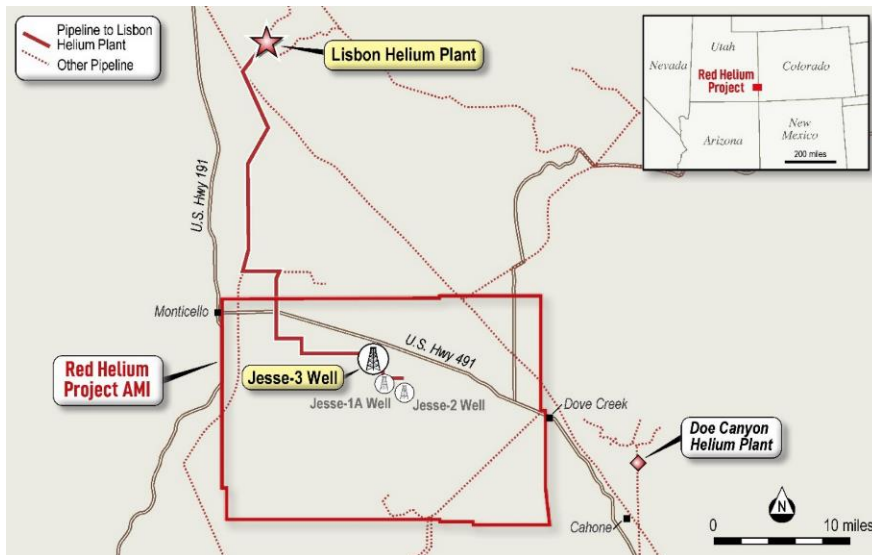 Pipeline to Lisbon
Helium Plant
Other Pipeline
Lisbon Helium Plant
Utah
Nevada
Colorado
Red Helium
Project
Arizona
New
Mexico
200 miles
U.S. Hwy 191
Monticello
U.S. Hwy 491
Red Helium
Project AMI
Jesse-3 Well
Jesse-1A Well
Jesse-2 Well
Dove Creek
Doe Canyon
Helium Plant
Cahone
N
0
10 miles